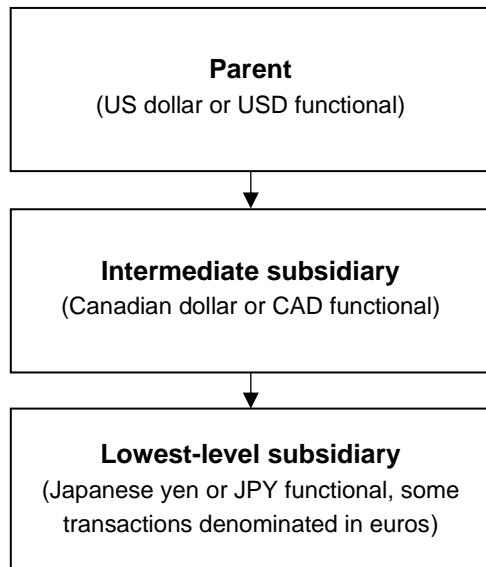 Parent
(US dollar or USD functional)
Intermediate subsidiary
(Canadian dollar or CAD functional)
Lowest-level subsidiary
(Japanese yen or JPY functional, some
transactions denominated in euros)